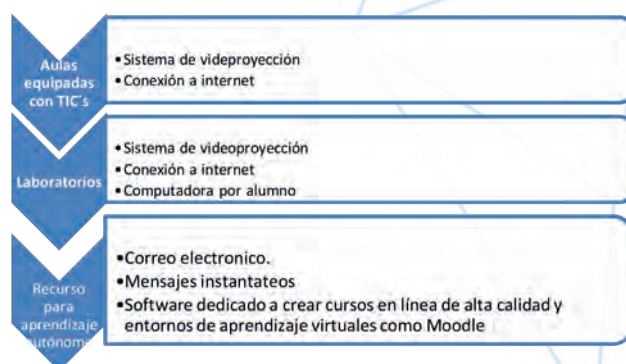 Aulas
equipadas
con TIC´s
•Sistema de videproyección
•Conexión a internet
Laboratorios
•Sistema de videoproyección
•Conexión a internet
•Computadora por alumno
Recurso
para
aprendizaje
autónomo
•Correo electronico.
•Mensajes instantateos
•Software dedicado a crear cursos en línea de alta calidad y
entornos de aprendizaje virtuales como Moodle